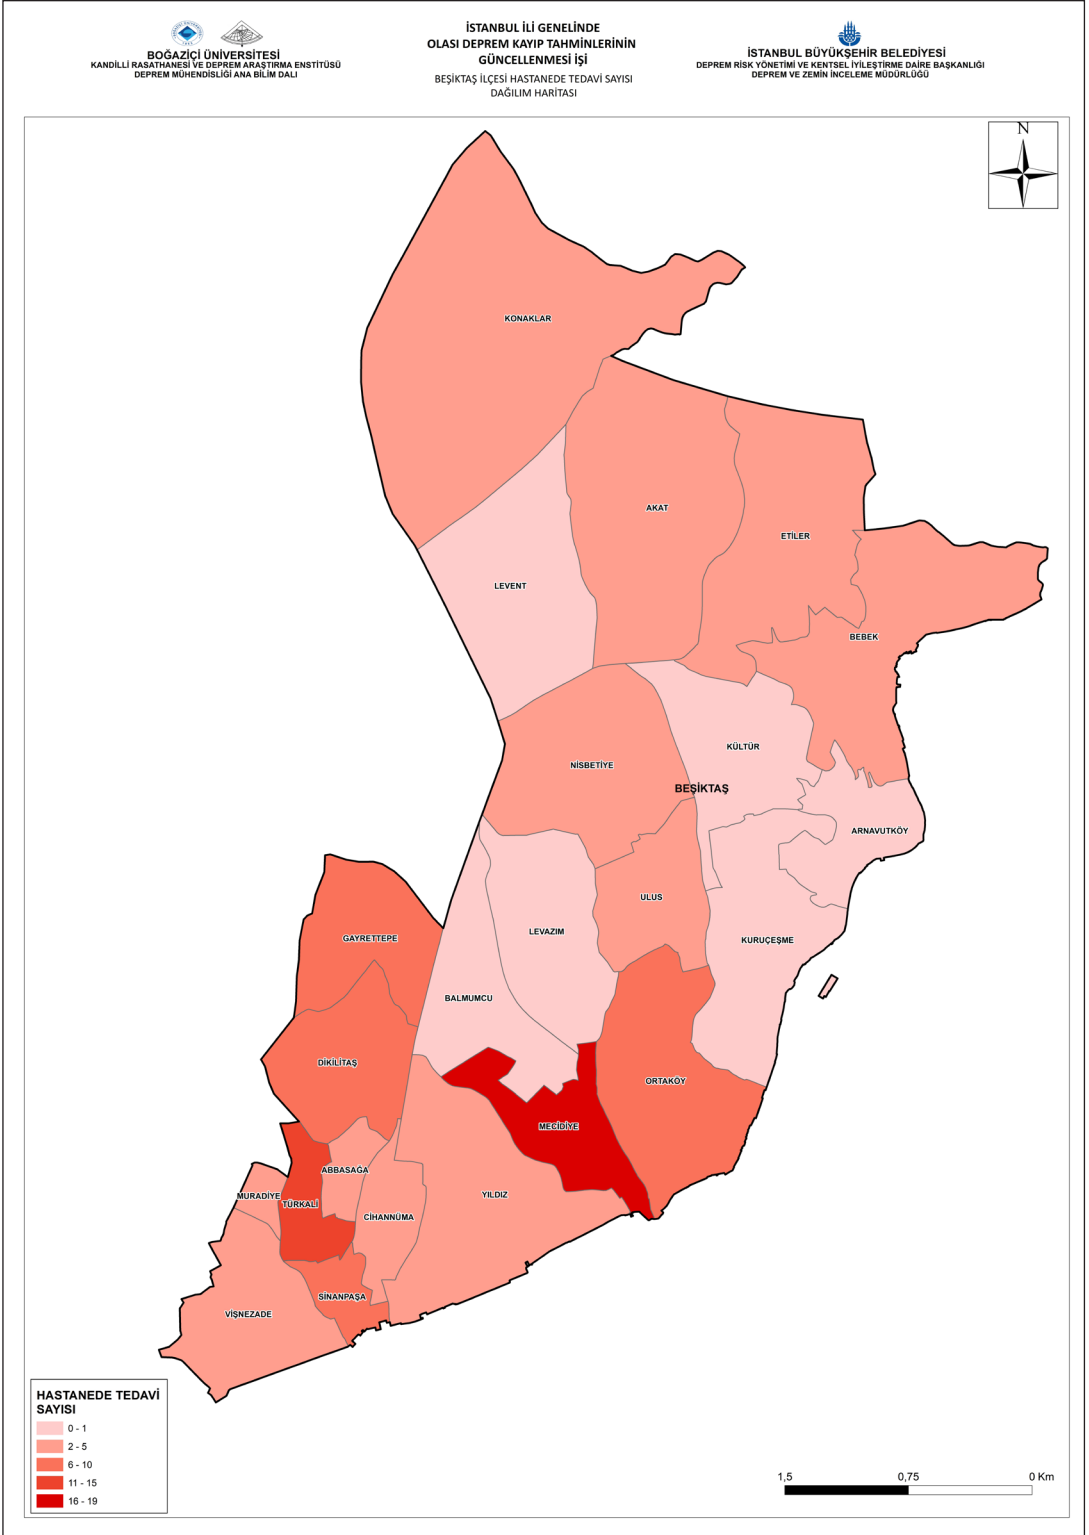 BOĞAZİÇİ ÜNİVERSİTESİ
KANDİLLİ RASATHANESİ VE DEPREM ARAŞTIRMA ENSTİTÜSÜ
DEPREM MÜHENDİSLİĞİ ANA BİLİM DALI
İSTANBUL İLİ GENELİNDE
OLASI DEPREM KAYIP TAHMİNLERİNİN
GÜNCELLENMESİ İŞİ
BEŞİKTAŞ İLÇESİ HASTANEDE TEDAVİ SAYISI
DAĞILIM HARİTASI
İSTANBUL BÜYÜKŞEHİR BELEDİYESİ
DEPREM RİSK YÖNETİMİ VE KENTSEL İYİLEŞTİRME DAİRE BAŞKANLIĞI
DEPREM VE ZEMİN İNCELEME MÜDÜRLÜĞÜ
N
KONAKLAR
AKAT
ETİLER
LEVENT
BEBEK
KÜLTÜR
NİSBETİYE
BEŞİKTAŞ
ARNAVUTKÖY
ULUS
LEVAZIM
GAYRETTEPE
KURUÇEŞME
BALMUMCU
DİKİLİTAŞ
ORTAKÖY
MECİDİYE
ABBASAĞA
MURADİYE
TÜRKALİ
YILDIZ
CİHANNÜMA
SİNANPAŞA
VİŞNEZADE
HASTANEDE TEDAVİ
SAYISI
0 - 1
2 - 5
6 - 10
11 - 15
16 - 19
1,5 0,75 0 Km